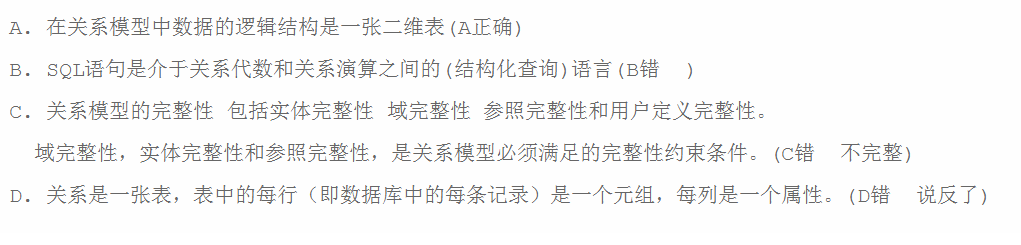 A. 在关系模型中数据的逻辑结构是一张二维表(A正确)
B. SQL语句是介于关系代数和关系演算之间的(结构化查询)语言(B错  )
C. 关系模型的完整性 包括实体完整性 域完整性 参照完整性和用户定义完整性。
域完整性，实体完整性和参照完整性，是关系模型必须满足的完整性约束条件。(C错  不完整)
D. 关系是一张表，表中的每行（即数据库中的每条记录）是一个元组，每列是一个属性。(D错  说反了)